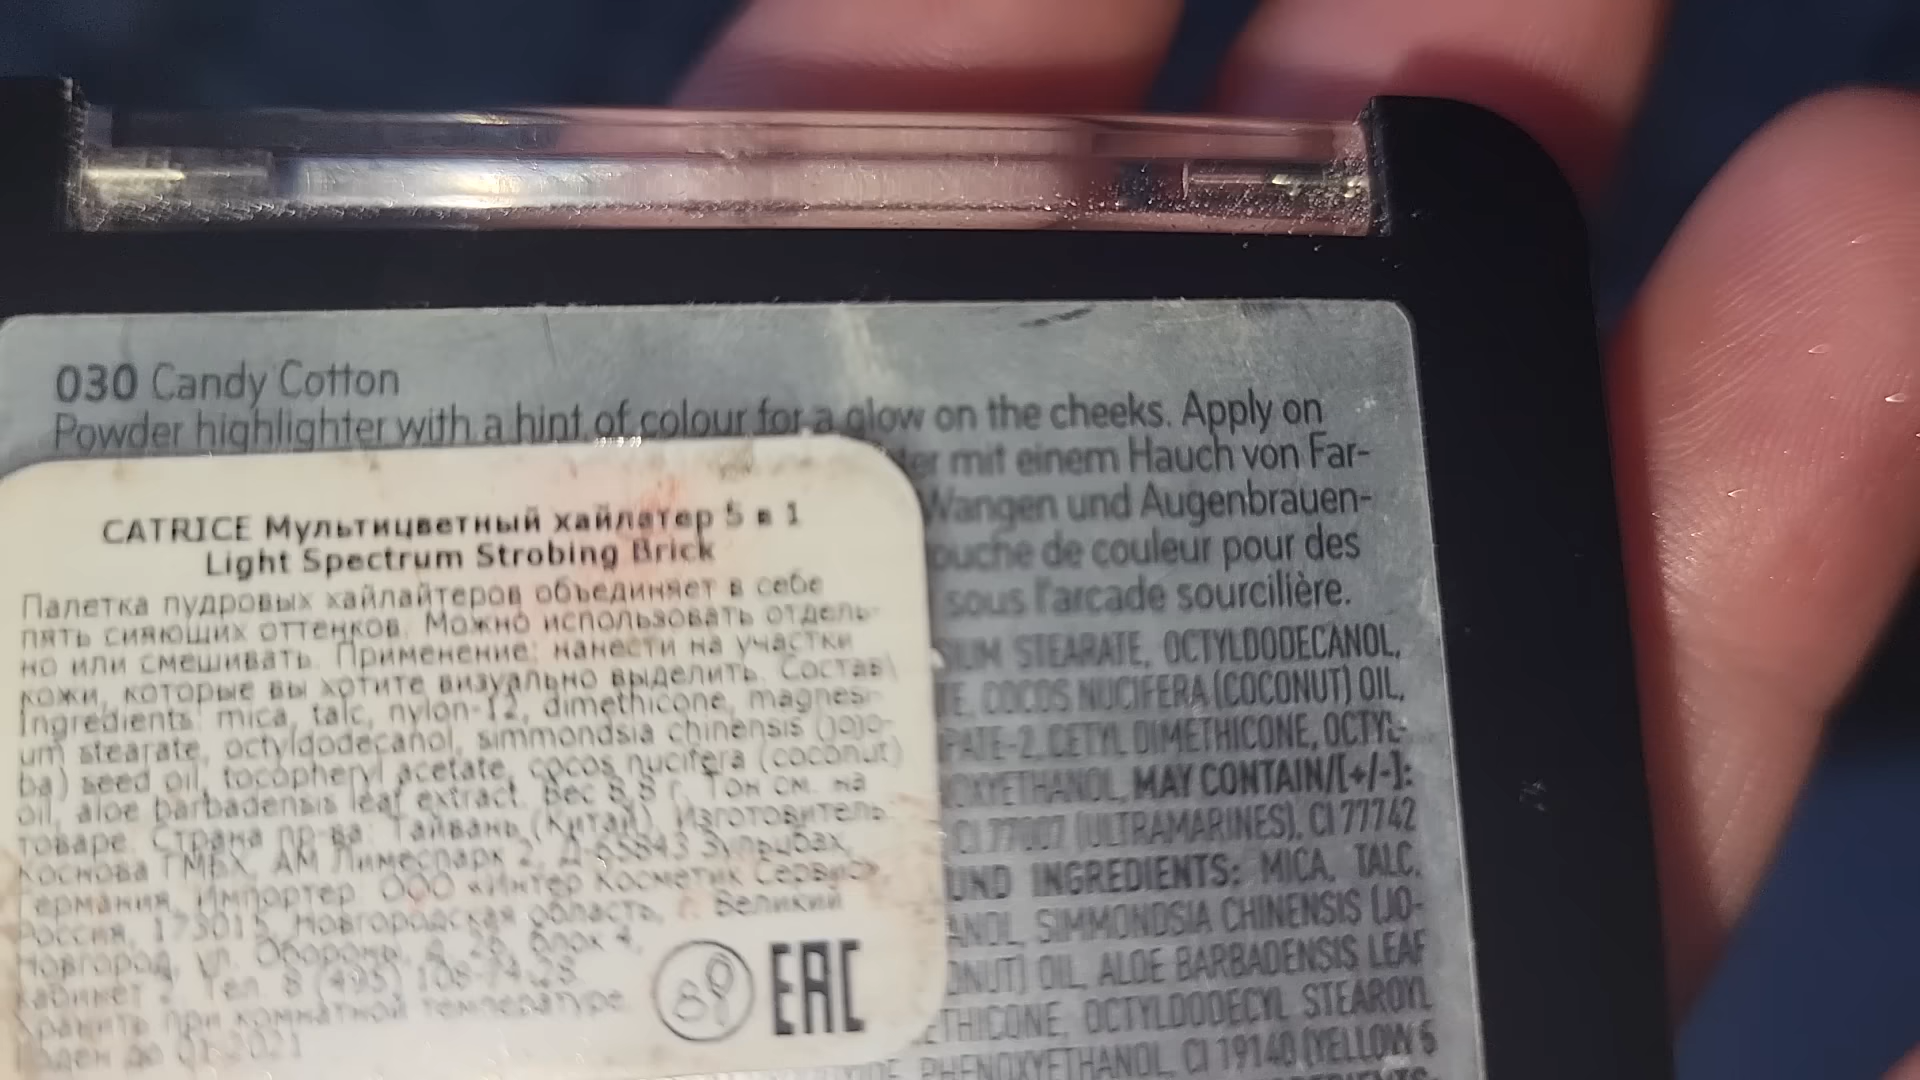 030 Candy Cotton
Powder highlighter with a hint of colour for a glow on the cheeks. Apply on
mit einem Hauch von Far-
Wangen und Augenbrauen-
de couleur pour des
sous l'arcade sourcilière.
STEARATE, OCTYLDODECANOL,
COCOS NUCIFERA (COCONUT) OIL,
CETYL DIMETHICONE, OCTYL-
MAY CONTAIN/[+/-]:
CI 77007 (ULTRAMARINES), CI 77742
INGREDIENTS: MICA, TALC,
SIMMONDSIA CHINENSIS (JO-
OIL, ALOE BARBADENSIS LEAF
OCTYLDODECYL STEAROYL
PHENOXYETHANOL, CI 19140 (YELLOW 5
CATRICE Мультицветный хайлатер 5 в 1
Light Spectrum Strobing Brick
Палетка пудровых хайлайтеров объединяет в себе
пять сияющих оттенков. Можно использовать отдель-
но или смешивать. Применение: нанести на участки
кожи, которые вы хотите визуально выделить. Состав\
Ingredients: mica, talc, nylon-12, dimethicone, magnesi-
um stearate, octyldodecanol, simmondsia chinensis (jojo-
ba) seed oil, tocopheryl acetate, cocos nucifera (coconut)
oil, aloe barbadensis leaf extract. Вес 8,5 г. Тон см. на
товаре. Страна пр-ва: Тайвань (Китай). Изготовитель:
Коснова ГМБХ, АМ Лимеспарк 2, Д-65843 Зульцбах,
Германия. Импортер ООО «Интер Косметик Сервис»,
Россия, 173015, Новгородская область, г. Великий
Новгород, ул. Обороны, д. 26, блок 4,
кабинет 2. Тел. 8 (495) 108-74-28
Хранить при комнатной температуре.
Годен до 01.2021
EAC